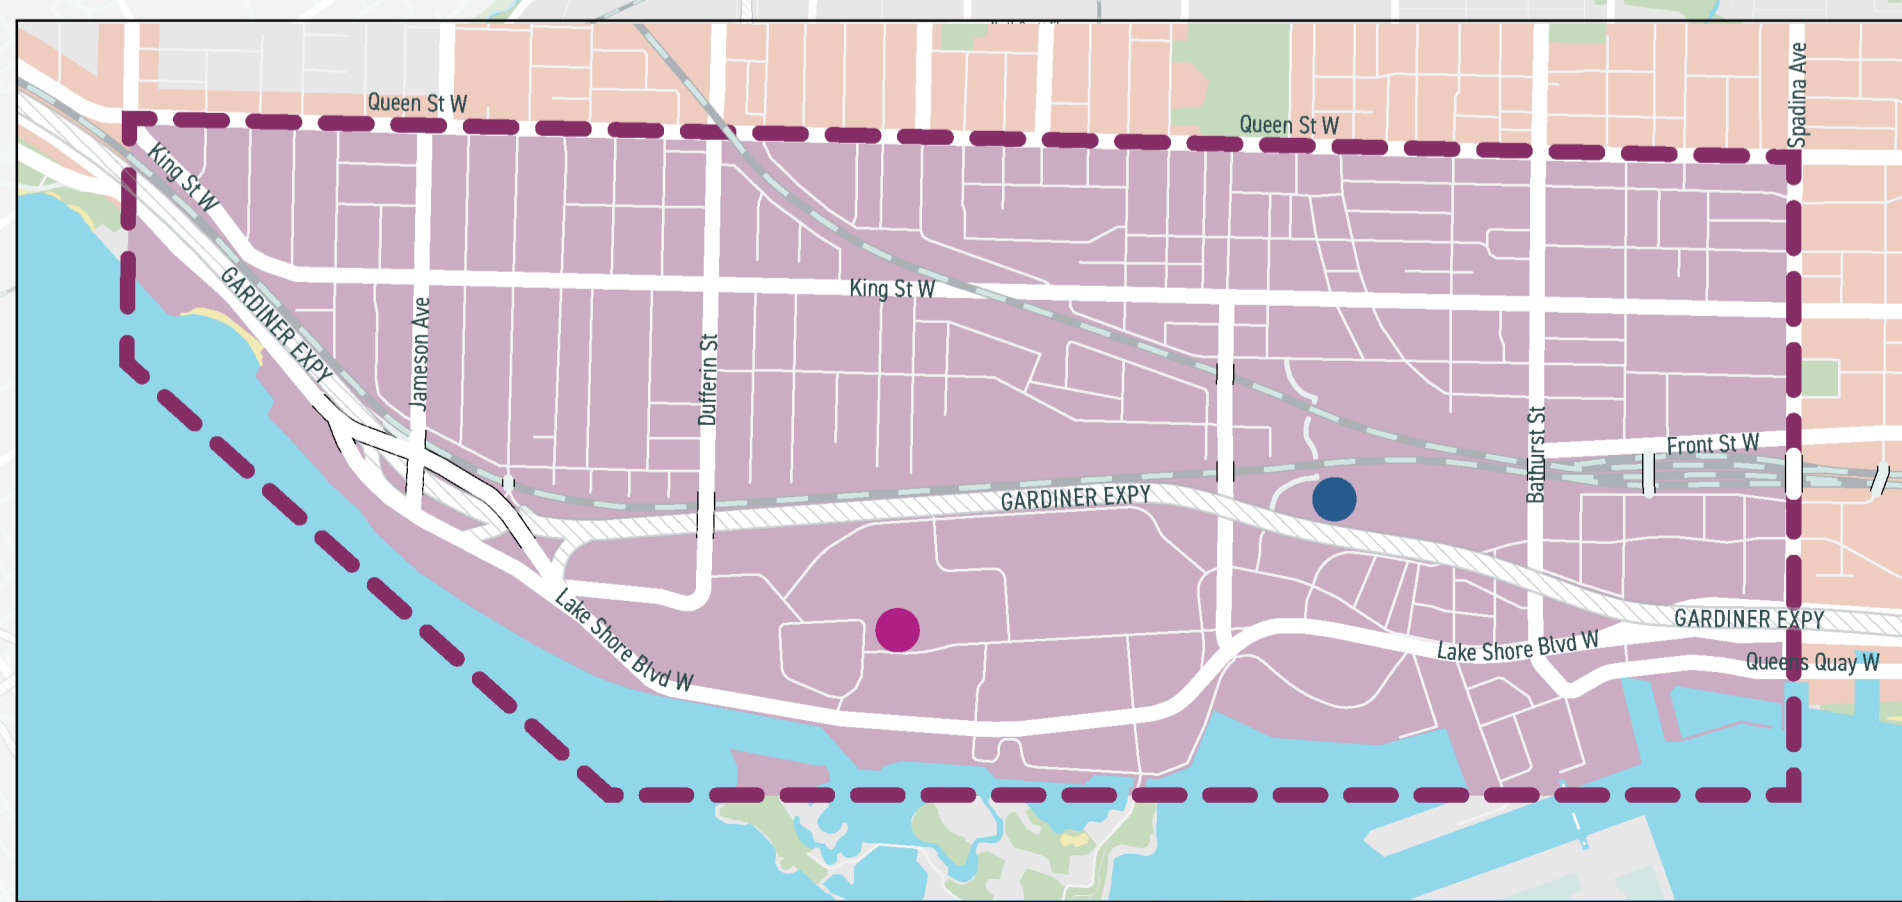 Spadina Ave
Queen St W
Queen St W
King St W
GARDINER EXPY
King St W
Jameson Ave
Dufferin St
Bathurst St
Front St W
GARDINER EXPY
Lake Shore Blvd W
GARDINER EXPY
Lake Shore Blvd W
Queens Quay W